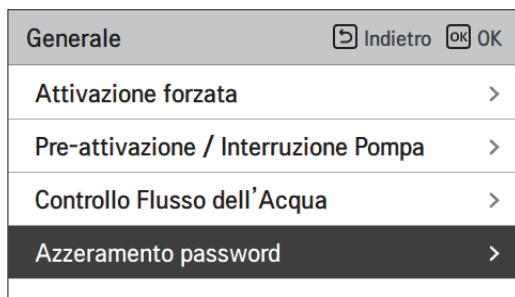 Generale Indietro OK OK
Attivazione forzata
Pre-attivazione / Interruzione Pompa
Controllo Flusso dell'Acqua
Azzeramento password